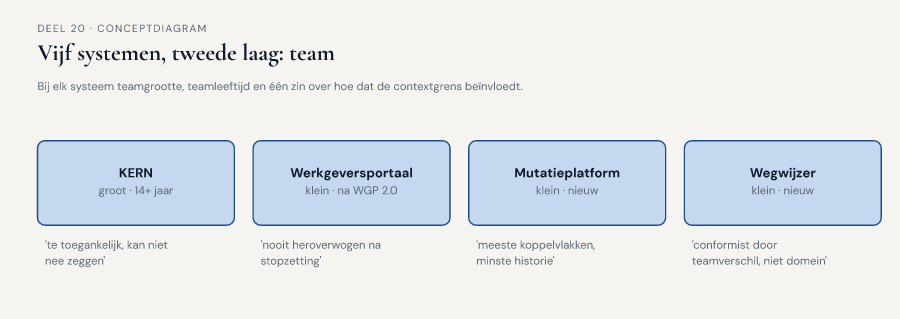 DEEL 20 · CONCEPTDIAGRAM
Vijf systemen, tweede laag: team
Bij elk systeem teamgrootte, teamleeftijd en één zin over hoe dat de contextgrens beïnvloedt.
KERN
groot · 14+ jaar
'te toegankelijk, kan niet
nee zeggen'
Werkgeversportaal
klein · na WGP 2.0
'nooit heroverwogen na
stopzetting'
Mutatieplatform
klein · nieuw
'meeste koppelvlakken,
minste historie'
Wegwijzer
klein · nieuw
'conformist door
teamverschil, niet domein'